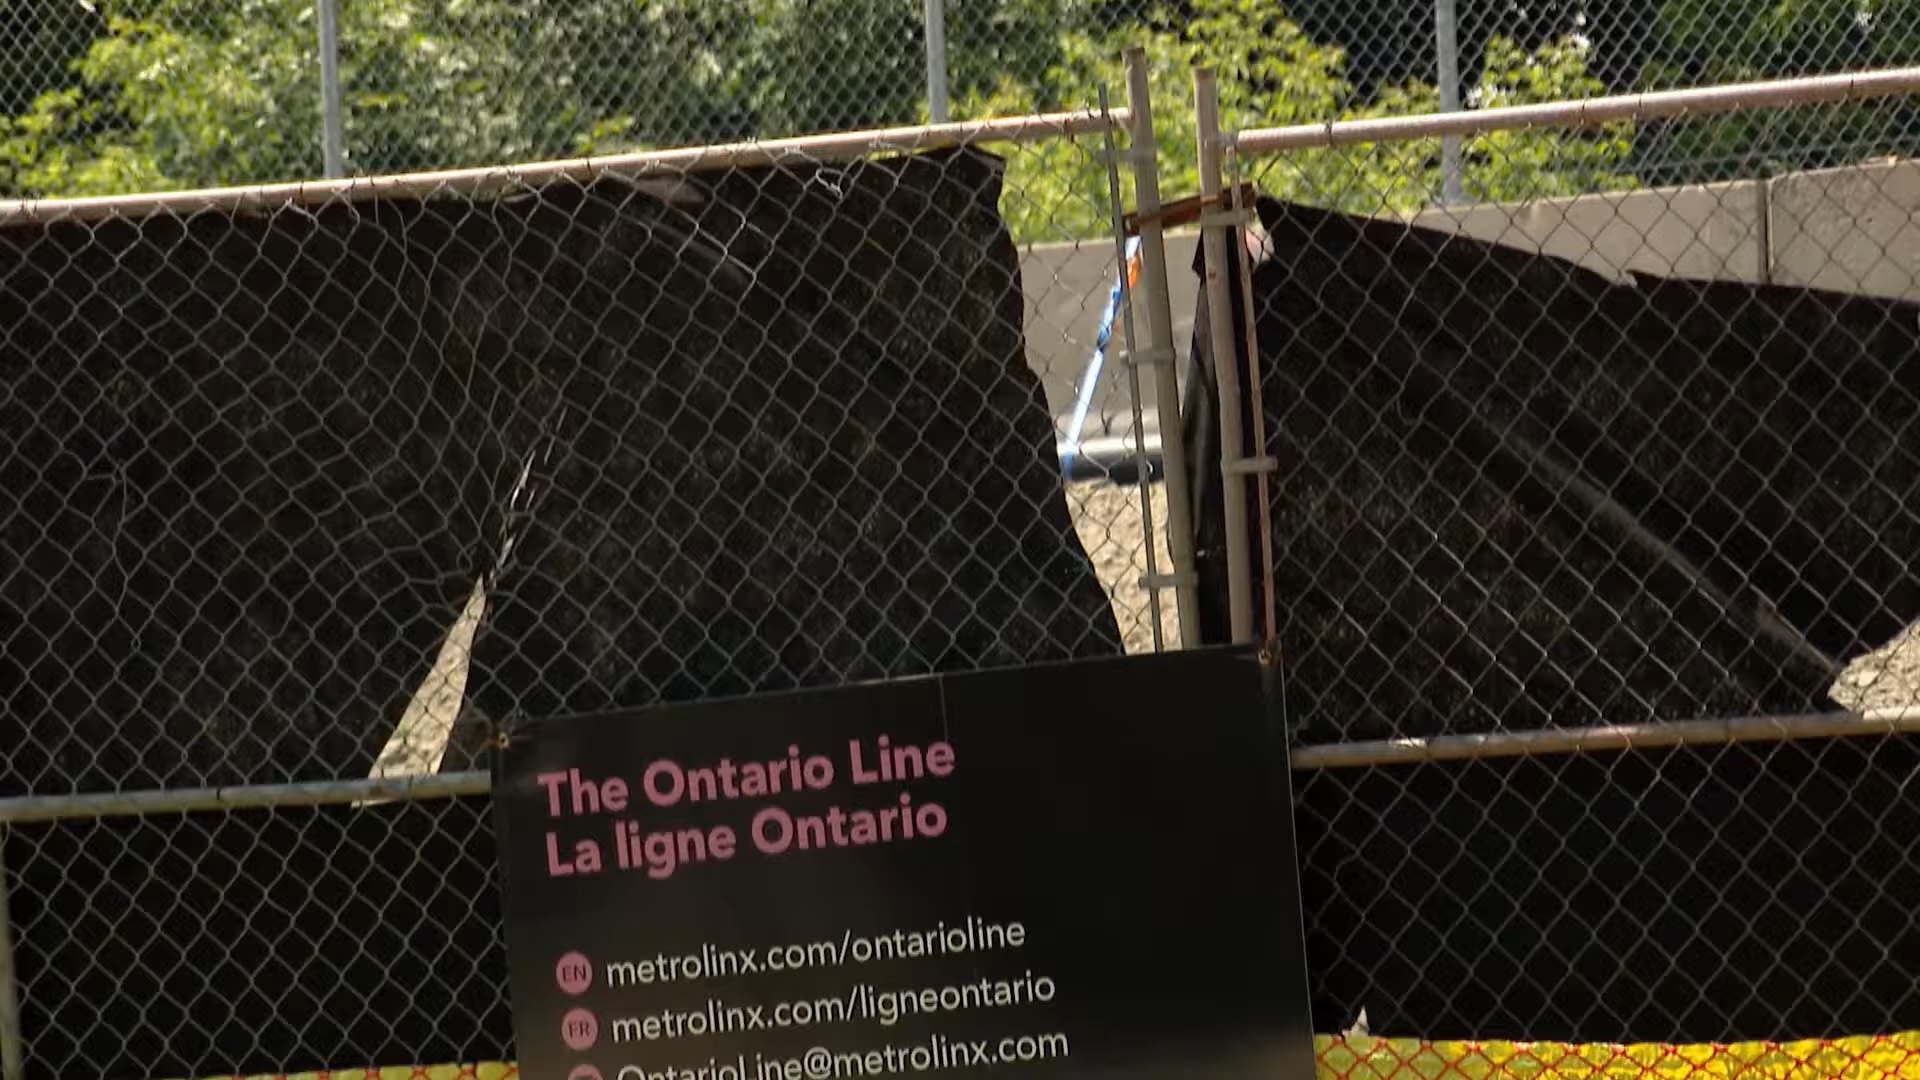 The Ontario Line
La ligne Ontario
EN metrolinx.com/ontarioline
FR metrolinx.com/ligneontario
OntarioLine@metrolinx.com